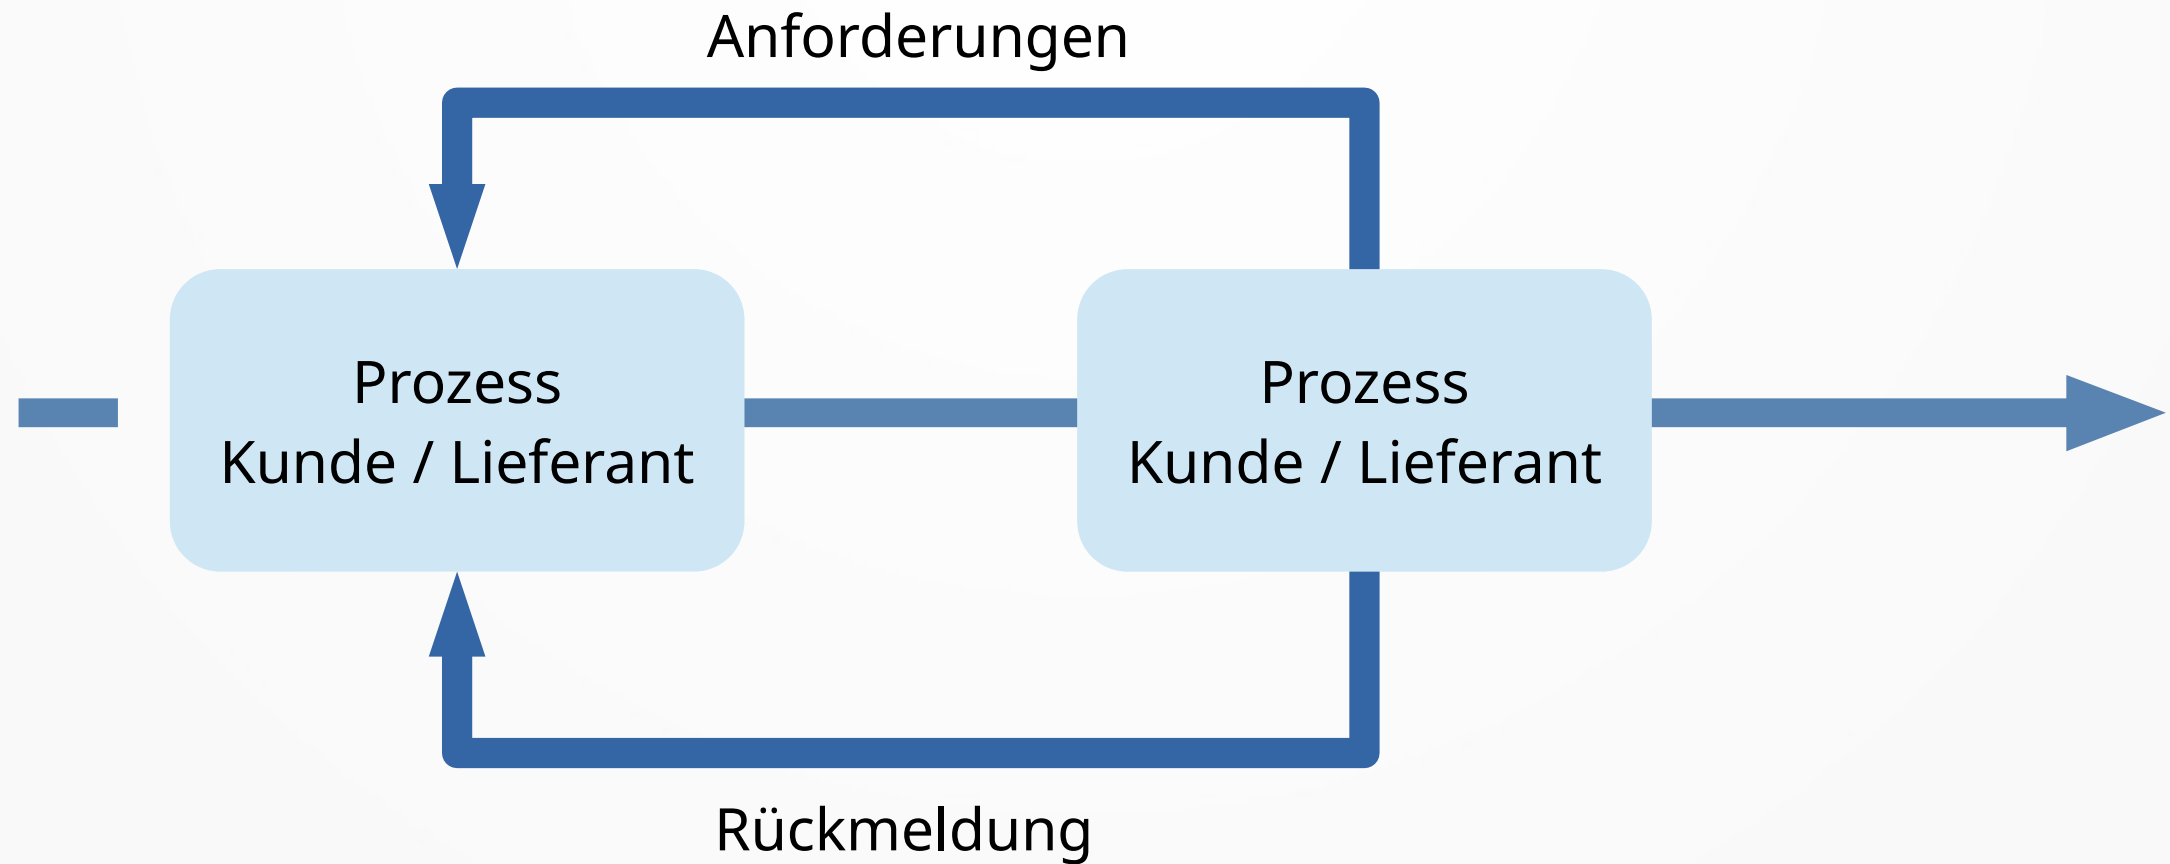 Anforderungen
Prozess
Kunde / Lieferant
Prozess
Kunde / Lieferant
Rückmeldung